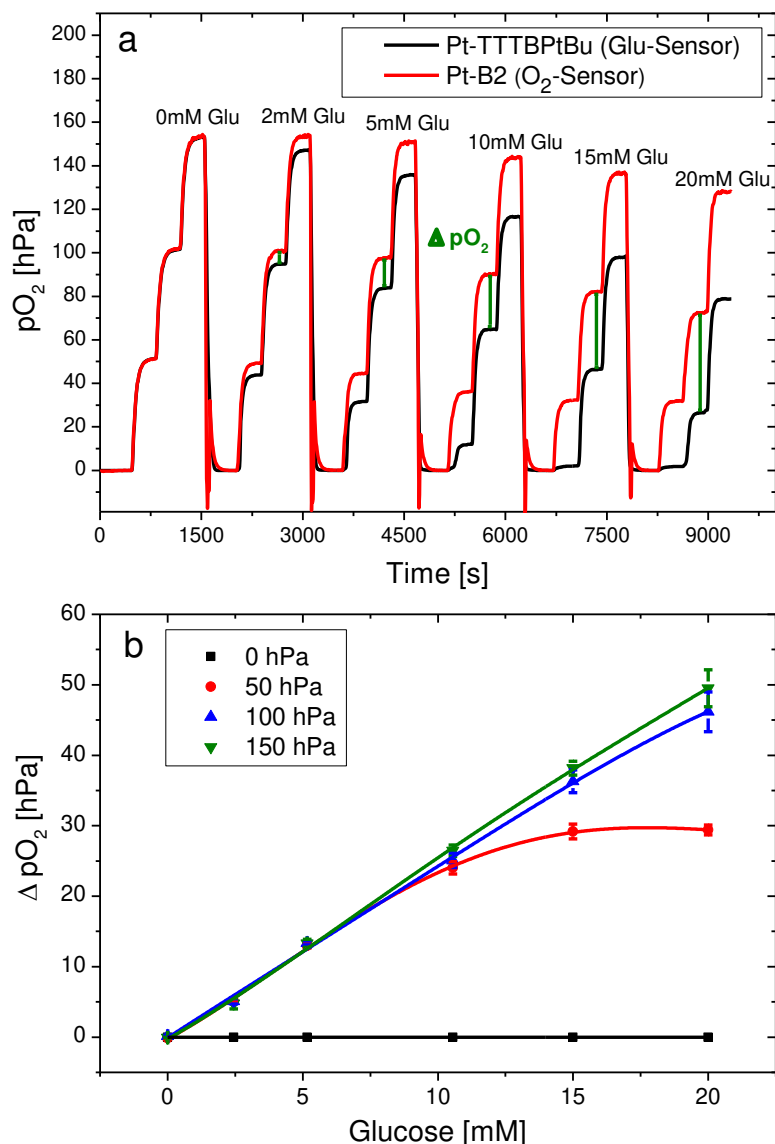 a
Pt-TTTBPtBu (Glu-Sensor)
Pt-B2 (O2-Sensor)
0mM Glu
2mM Glu
5mM Glu
10mM Glu
15mM Glu
20mM Glu
Δ pO2
pO2 [hPa]
200
180
160
140
120
100
80
60
40
20
0
0
1500
3000
4500
6000
7500
9000
Time [s]
b
0 hPa
50 hPa
100 hPa
150 hPa
Δ pO2 [hPa]
60
50
40
30
20
10
0
0
5
10
15
20
Glucose [mM]